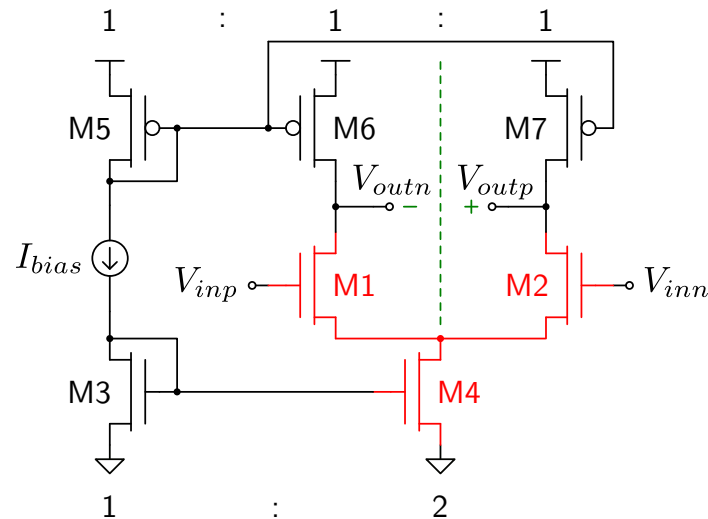 1 : 1 : 1
M5 M6 M7
V_outn V_outp
− +
I_bias
V_inp M1 M2 V_inn
M3 M4
1 : 2